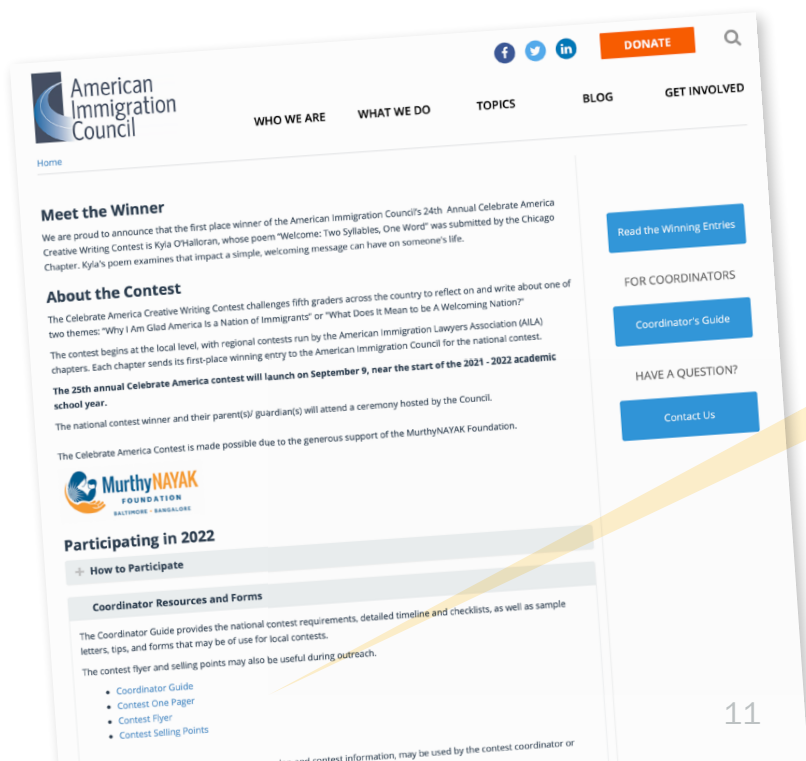 DONATE
American
Immigration
Council
WHO WE ARE
WHAT WE DO
TOPICS
BLOG
GET INVOLVED
Home
Meet the Winner
We are proud to announce that the first place winner of the American Immigration Council's 24th Annual Celebrate America
Creative Writing Contest is Kyla O'Halloran, whose poem "Welcome: Two Syllables, One Word" was submitted by the Chicago
Chapter. Kyla's poem examines that impact a simple, welcoming message can have on someone's life.
About the Contest
The Celebrate America Creative Writing Contest challenges fifth graders across the country to reflect on and write about one of
two themes: "Why I Am Glad America Is a Nation of Immigrants" or "What Does It Mean to be A Welcoming Nation?"
The contest begins at the local level, with regional contests run by the American Immigration Lawyers Association (AILA)
chapters. Each chapter sends its first-place winning entry to the American Immigration Council for the national contest.
The 25th annual Celebrate America contest will launch on September 9, near the start of the 2021 - 2022 academic
school year.
The national contest winner and their parent(s)/ guardian(s) will attend a ceremony hosted by the Council.
The Celebrate America Contest is made possible due to the generous support of the MurthyNAYAK Foundation.
MurthyNAYAK
FOUNDATION
BALTIMORE - BANGALORE
Participating in 2022
+ How to Participate
Coordinator Resources and Forms
The Coordinator Guide provides the national contest requirements, detailed timeline and checklists, as well as sample
letters, tips, and forms that may be of use for local contests.
The contest flyer and selling points may also be useful during outreach.
• Coordinator Guide
• Contest One Pager
• Contest Flyer
• Contest Selling Points
and contest information, may be used by the contest coordinator or
Read the Winning Entries
FOR COORDINATORS
Coordinator's Guide
HAVE A QUESTION?
Contact Us
11